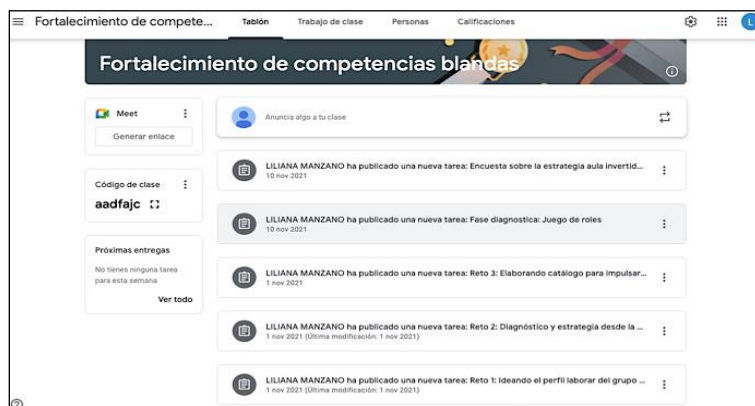 Fortalecimiento de compete...
Tablón
Trabajo de clase
Personas
Calificaciones
L
Fortalecimiento de competencias blandas
Meet
Generar enlace
Código de clase
aadfajc
Próximas entregas
No tienes ninguna tarea
para esta semana
Ver todo
Anuncia algo a tu clase
LILIANA MANZANO ha publicado una nueva tarea: Encuesta sobre la estrategia aula invertid...
10 nov 2021
LILIANA MANZANO ha publicado una nueva tarea: Fase diagnostica: Juego de roles
10 nov 2021
LILIANA MANZANO ha publicado una nueva tarea: Reto 3: Elaborando catálogo para impulsar...
1 nov 2021
LILIANA MANZANO ha publicado una nueva tarea: Reto 2: Diagnóstico y estrategia desde la ...
1 nov 2021 (Última modificación: 1 nov 2021)
LILIANA MANZANO ha publicado una nueva tarea: Reto 1: Ideando el perfil laborar del grupo ...
1 nov 2021 (Última modificación: 1 nov 2021)